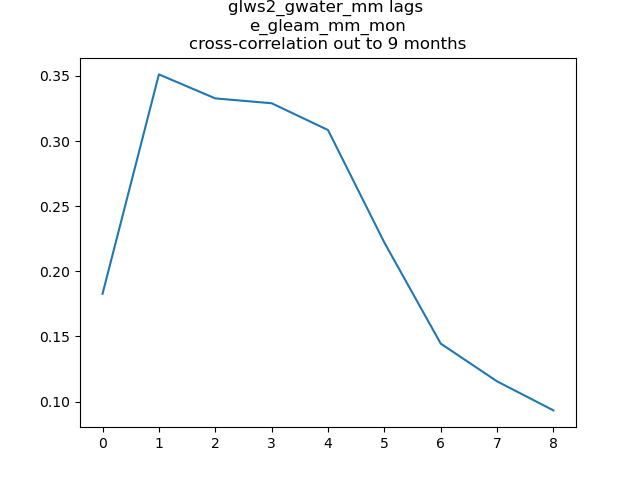 glws2_gwater_mm lags
e_gleam_mm_mon
cross-correlation out to 9 months
0.35
0.30
0.25
0.20
0.15
0.10
0 1 2 3 4 5 6 7 8